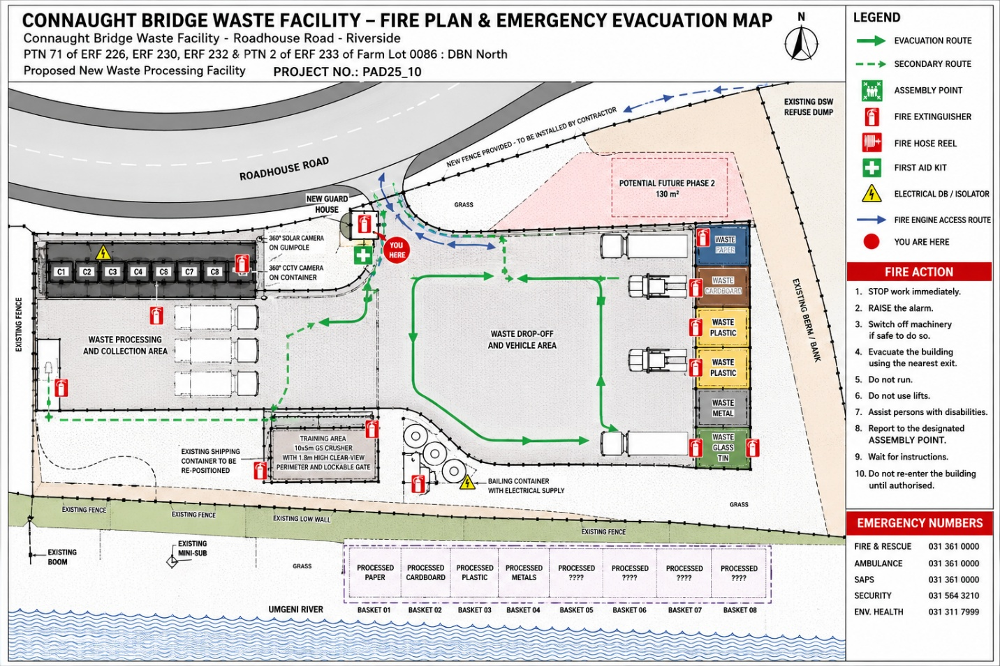 CONNAUGHT BRIDGE WASTE FACILITY – FIRE PLAN & EMERGENCY EVACUATION MAP
Connaught Bridge Waste Facility - Roadhouse Road - Riverside
PTN 71 of ERF 226, ERF 230, ERF 232 & PTN 2 of ERF 233 of Farm Lot 0086 : DBN North
Proposed New Waste Processing Facility PROJECT NO.: PAD25_10
N
ROADHOUSE ROAD
NEW FENCE PROVIDED - TO BE INSTALLED BY CONTRACTOR
EXISTING DSW
REFUSE DUMP
POTENTIAL FUTURE PHASE 2
130 m²
GRASS
NEW GUARD
HOUSE
360° SOLAR CAMERA
ON GUMPOLE
360° CCTV CAMERA
ON CONTAINER
YOU
HERE
C1
C2
C3
C4
C6
C7
C8
EXISTING FENCE
WASTE PROCESSING
AND COLLECTION AREA
WASTE DROP-OFF
AND VEHICLE AREA
WASTE
PAPER
WASTE
CARDBOARD
WASTE
PLASTIC
WASTE
PLASTIC
WASTE
METAL
WASTE
GLASS
TIN
EXISTING BERM / BANK
TRAINING AREA
10x5m GS CRUSHER
WITH 1.8m HIGH CLEAR-VIEW
PERIMETER AND LOCKABLE GATE
EXISTING SHIPPING
CONTAINER TO BE
RE-POSITIONED
BAILING CONTAINER
WITH ELECTRICAL SUPPLY
GRASS
EXISTING FENCE
EXISTING FENCE
EXISTING LOW WALL
EXISTING FENCE
EXISTING
BOOM
EXISTING
MINI-SUB
GRASS
PROCESSED
PAPER
PROCESSED
CARDBOARD
PROCESSED
PLASTIC
PROCESSED
METALS
PROCESSED
????
PROCESSED
????
PROCESSED
????
PROCESSED
????
BASKET 01
BASKET 02
BASKET 03
BASKET 04
BASKET 05
BASKET 06
BASKET 07
BASKET 08
UMGENI RIVER
LEGEND
EVACUATION ROUTE
SECONDARY ROUTE
ASSEMBLY POINT
FIRE EXTINGUISHER
FIRE HOSE REEL
FIRST AID KIT
ELECTRICAL DB / ISOLATOR
FIRE ENGINE ACCESS ROUTE
YOU ARE HERE
FIRE ACTION
1. STOP work immediately.
2. RAISE the alarm.
3. Switch off machinery
if safe to do so.
4. Evacuate the building
using the nearest exit.
5. Do not run.
6. Do not use lifts.
7. Assist persons with disabilities.
8. Report to the designated
ASSEMBLY POINT.
9. Wait for instructions.
10. Do not re-enter the building
until authorised.
EMERGENCY NUMBERS
FIRE & RESCUE 031 361 0000
AMBULANCE 031 361 0000
SAPS 031 361 0000
SECURITY 031 564 3210
ENV. HEALTH 031 311 7999